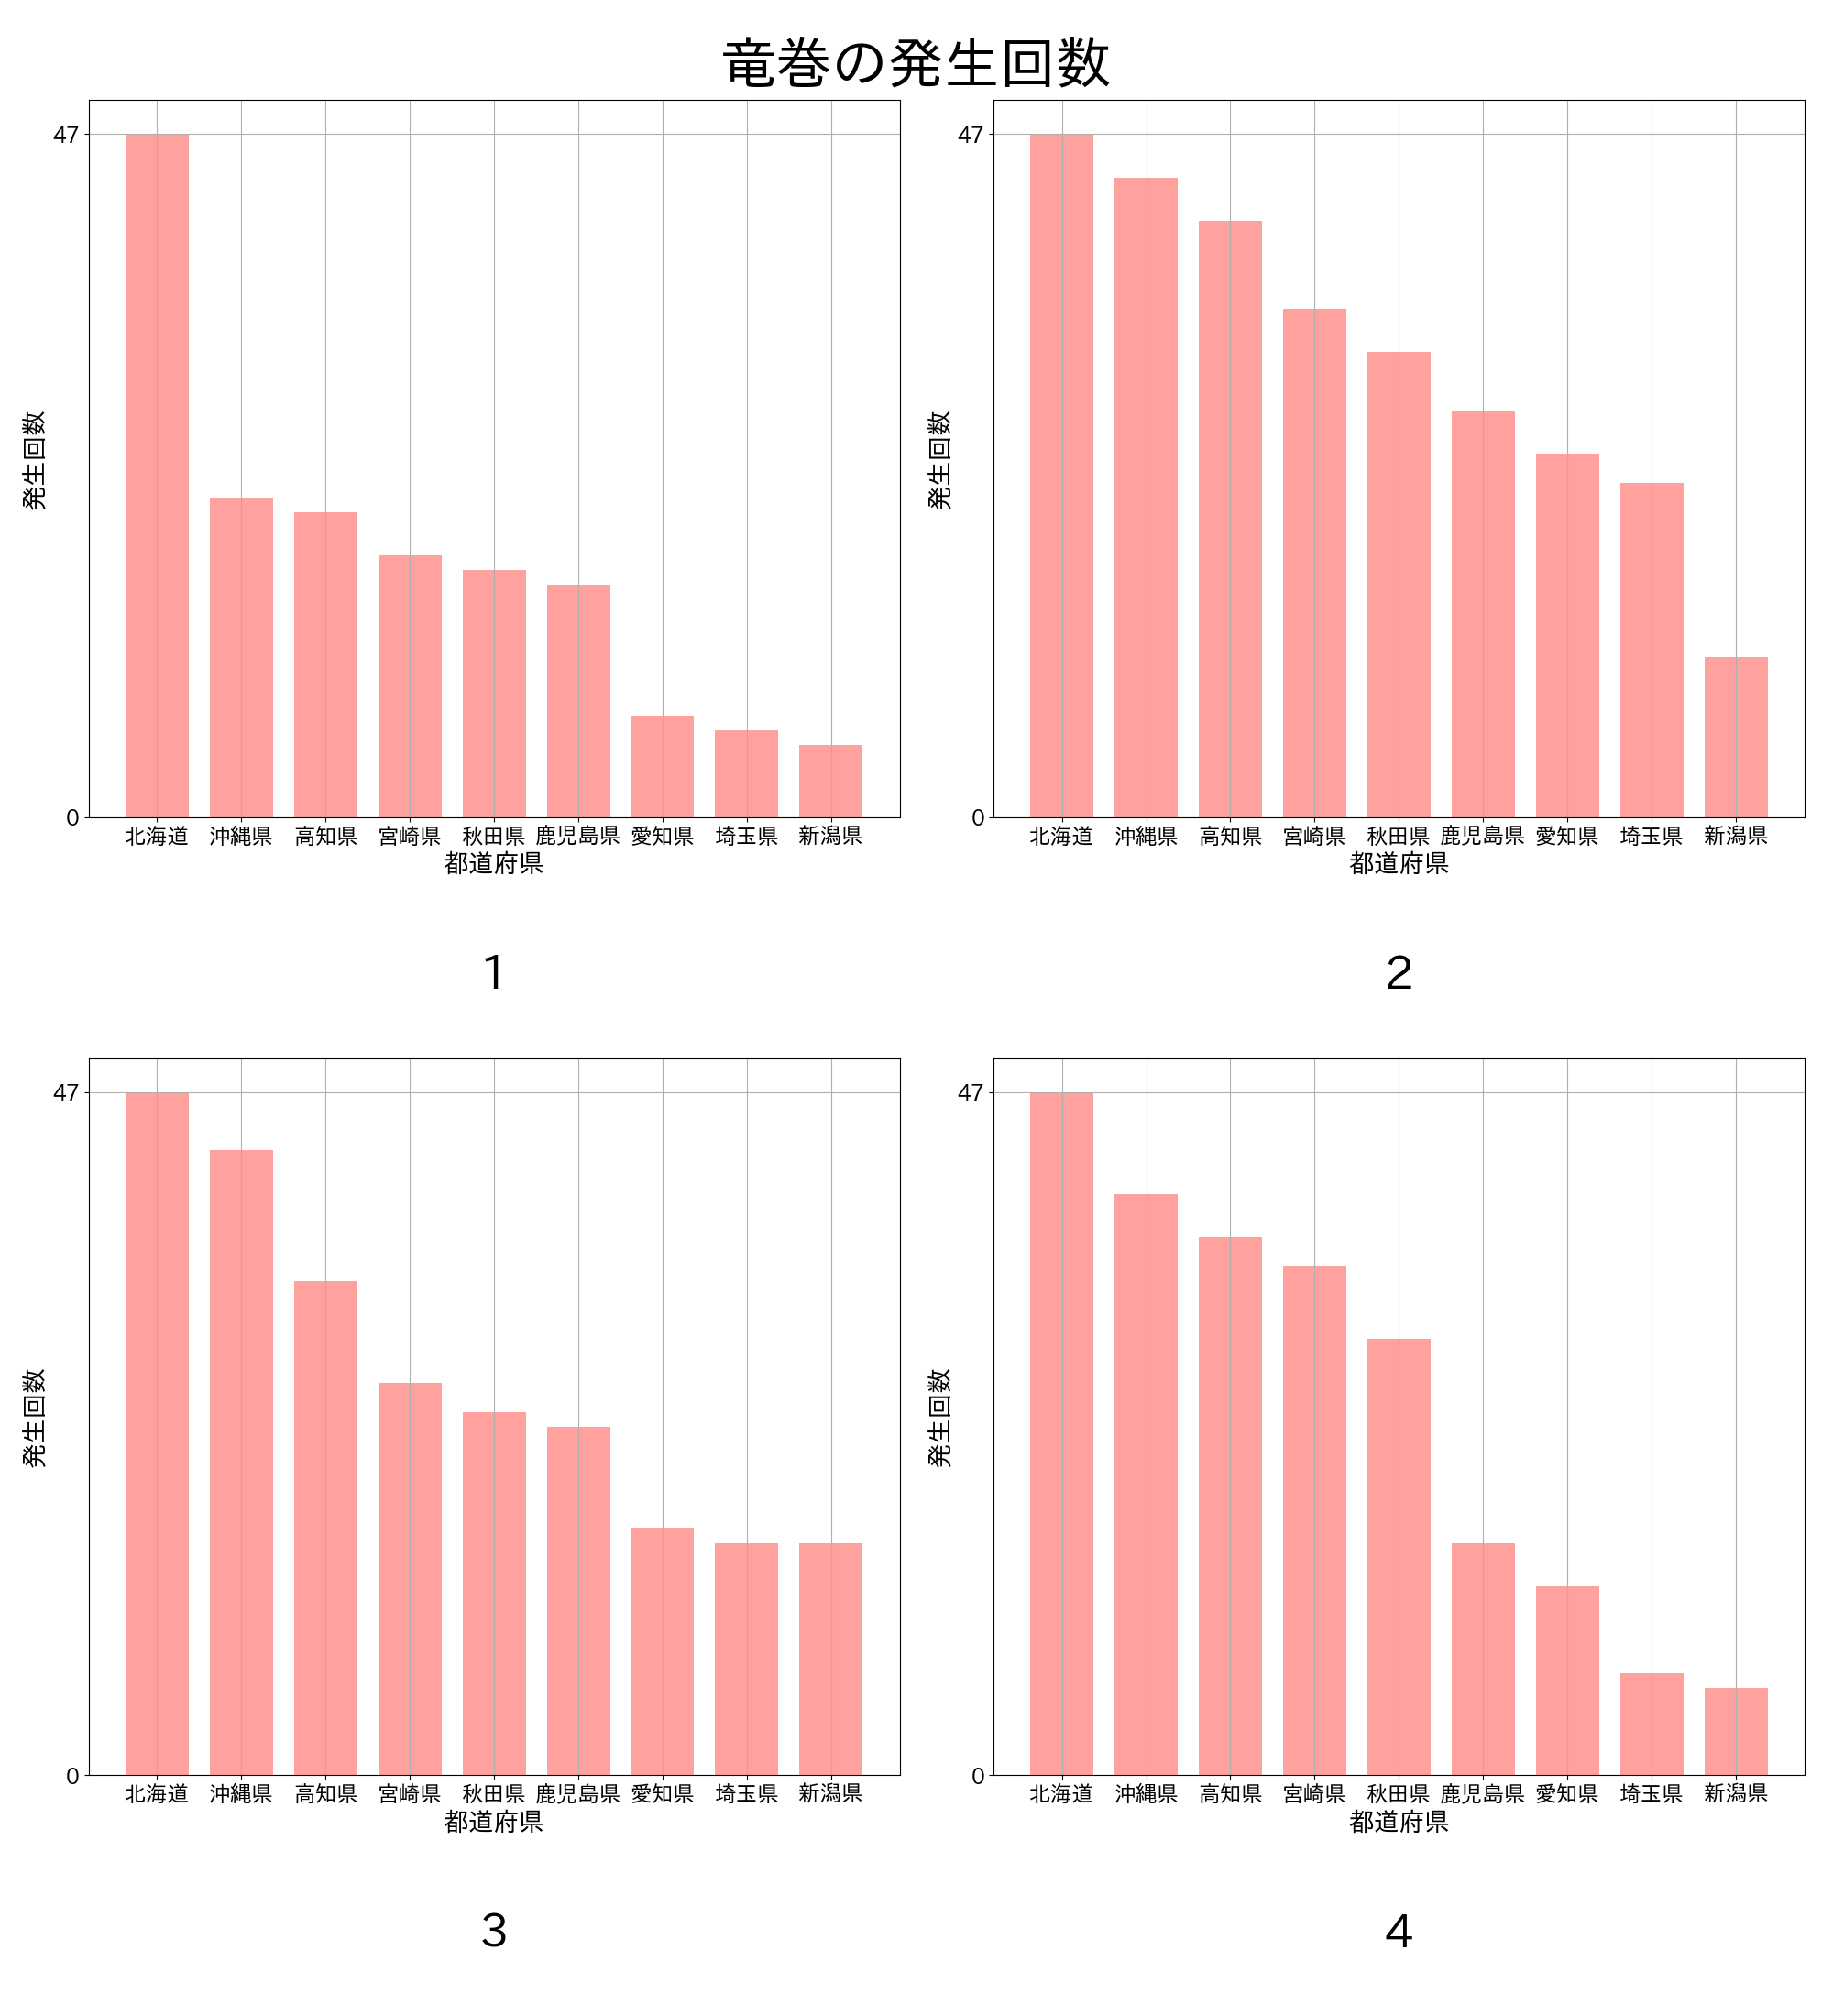 竜巻の発生回数
47
0
発生回数
北海道 沖縄県 高知県 宮崎県 秋田県 鹿児島県 愛知県 埼玉県 新潟県
都道府県
1
47
0
発生回数
北海道 沖縄県 高知県 宮崎県 秋田県 鹿児島県 愛知県 埼玉県 新潟県
都道府県
2
47
0
発生回数
北海道 沖縄県 高知県 宮崎県 秋田県 鹿児島県 愛知県 埼玉県 新潟県
都道府県
3
47
0
発生回数
北海道 沖縄県 高知県 宮崎県 秋田県 鹿児島県 愛知県 埼玉県 新潟県
都道府県
4